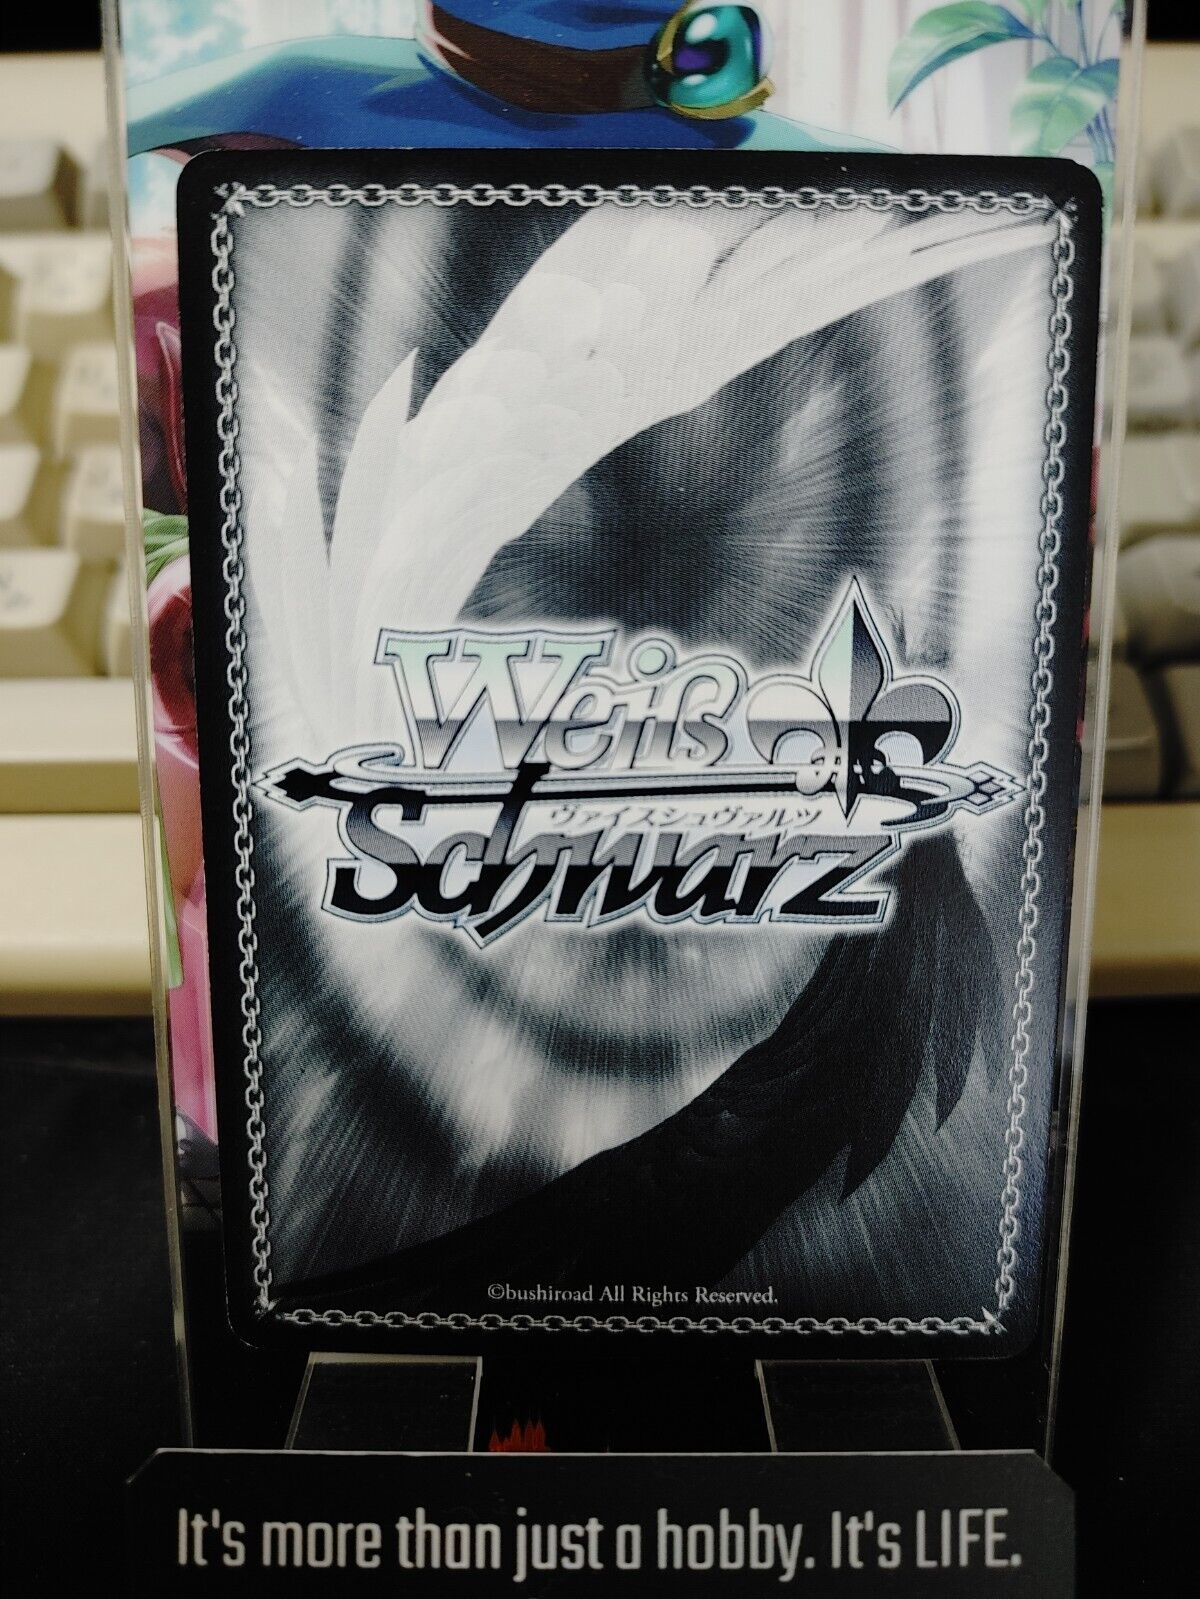 Weiß
ヴァイスシュヴァルツ
Schwarz
©bushiroad All Rights Reserved.
It's more than just a hobby. It's LIFE.